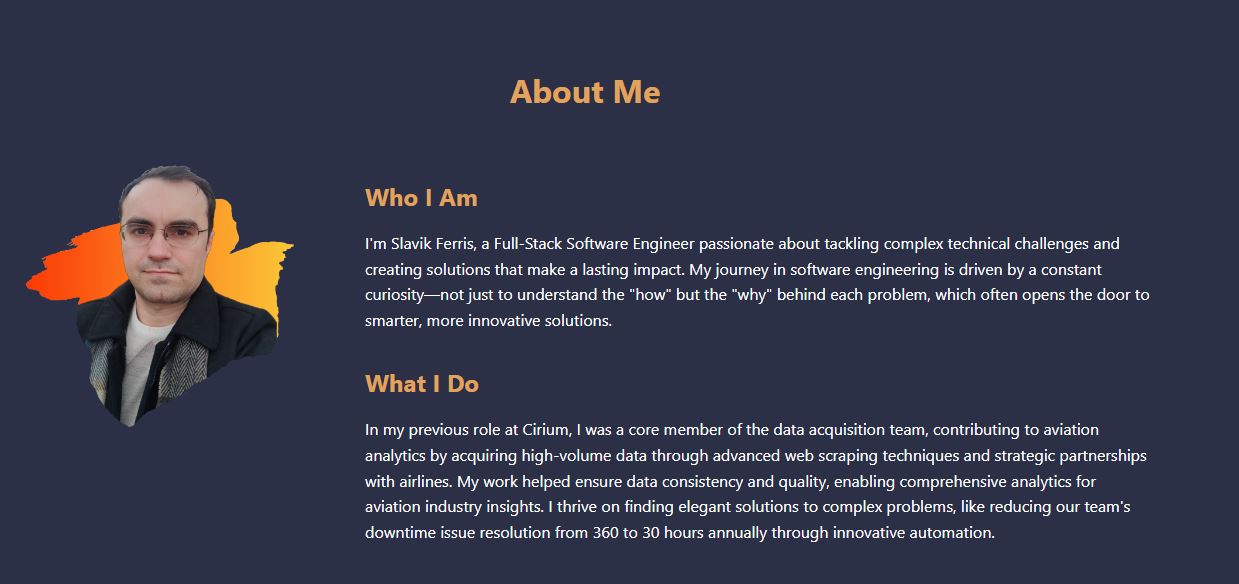 About Me
Who I Am
I'm Slavik Ferris, a Full-Stack Software Engineer passionate about tackling complex technical challenges and
creating solutions that make a lasting impact. My journey in software engineering is driven by a constant
curiosity—not just to understand the "how" but the "why" behind each problem, which often opens the door to
smarter, more innovative solutions.
What I Do
In my previous role at Cirium, I was a core member of the data acquisition team, contributing to aviation
analytics by acquiring high-volume data through advanced web scraping techniques and strategic partnerships
with airlines. My work helped ensure data consistency and quality, enabling comprehensive analytics for
aviation industry insights. I thrive on finding elegant solutions to complex problems, like reducing our team's
downtime issue resolution from 360 to 30 hours annually through innovative automation.